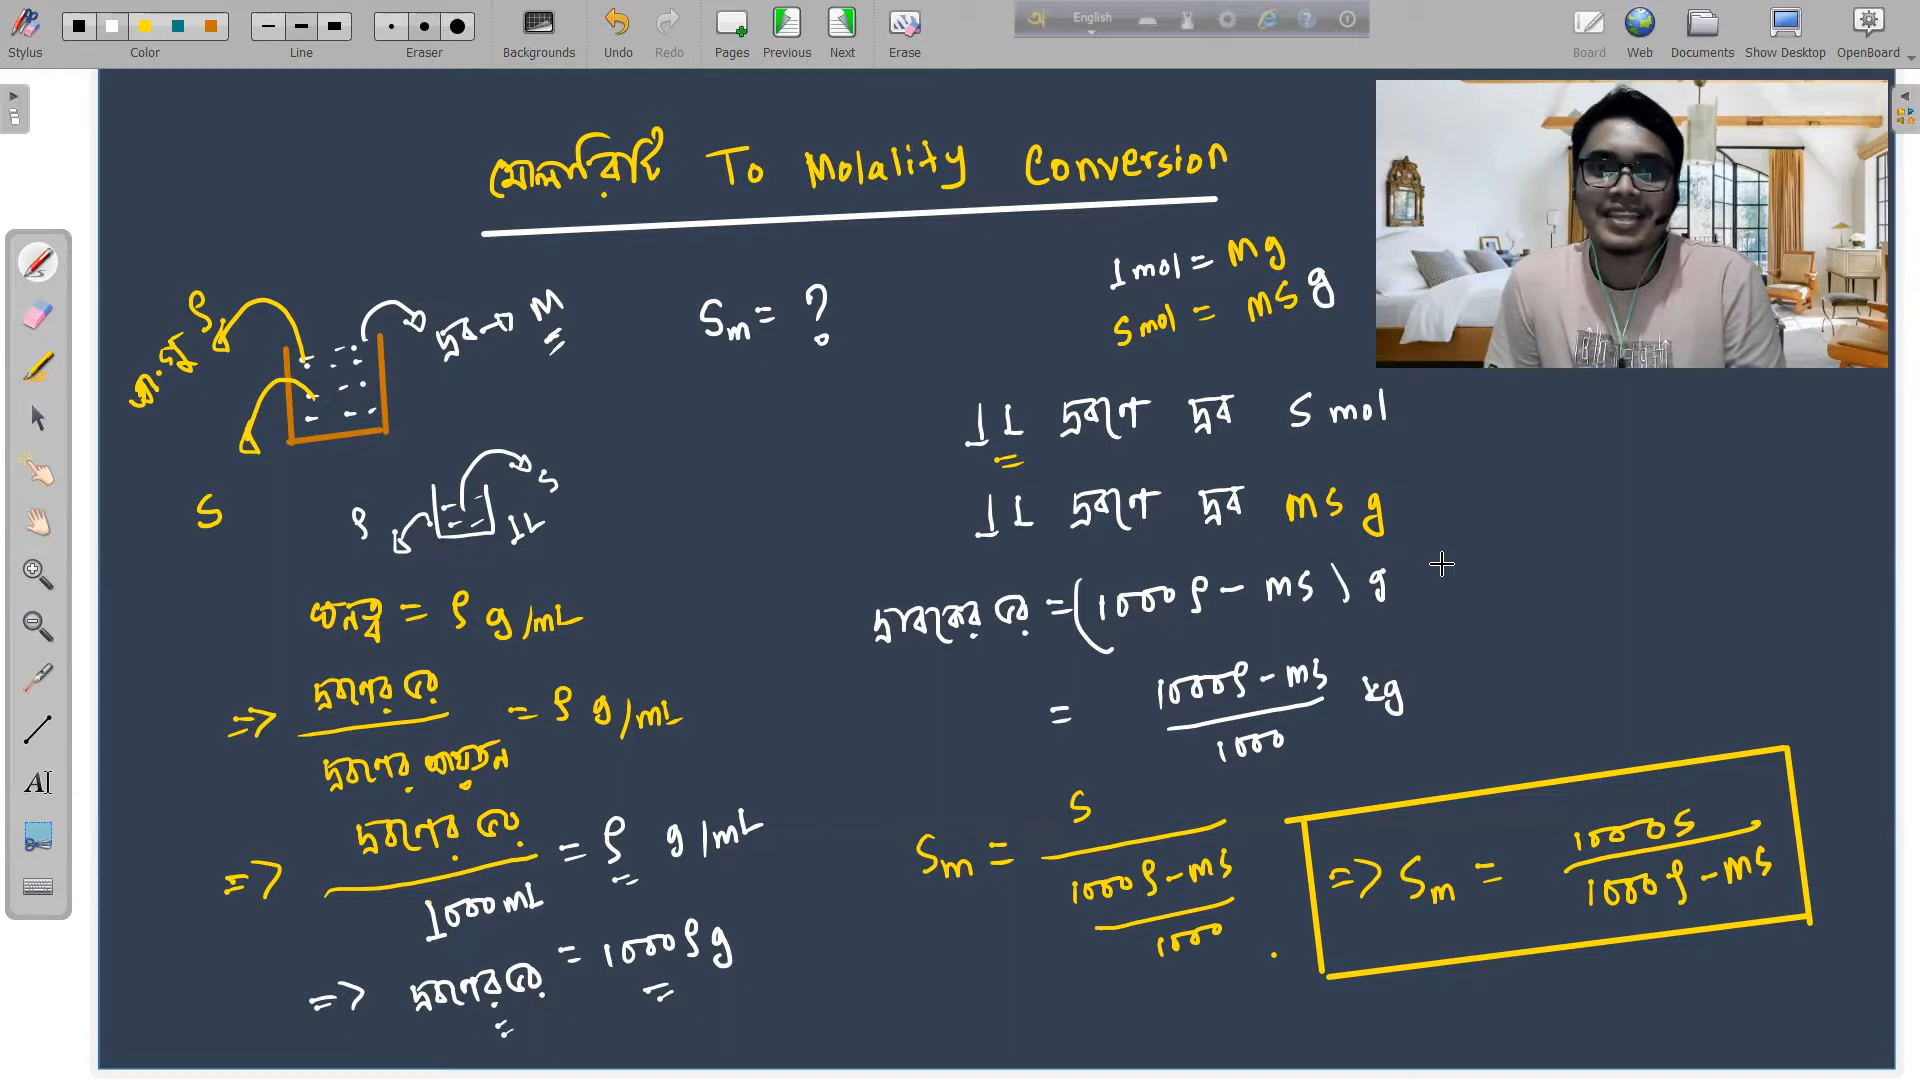 Stylus Color Line Eraser Backgrounds Undo Redo Pages Previous Next Erase English Board Web Documents Show Desktop OpenBoard
মোলারিটি To Molality Conversion
1 mol = Mg
S mol = MS g
ρ
দ্রব → M
Sm = ?
S
1 L দ্রবণে দ্রব S mol
ρ
S
1L
1 L দ্রবণে দ্রব MS g
ঘনত্ব = ρ g/mL
দ্রাবকের ভর = (1000ρ - MS) g
=> দ্রবণের ভর / দ্রবণের আয়তন = ρ g/mL
= 1000ρ - MS / 1000 kg
=> দ্রবণের ভর / 1000 mL = ρ g/mL
Sm = S / 1000ρ - MS / 1000
=> Sm = 1000 S / 1000ρ - MS
=> দ্রবণের ভর = 1000ρ g